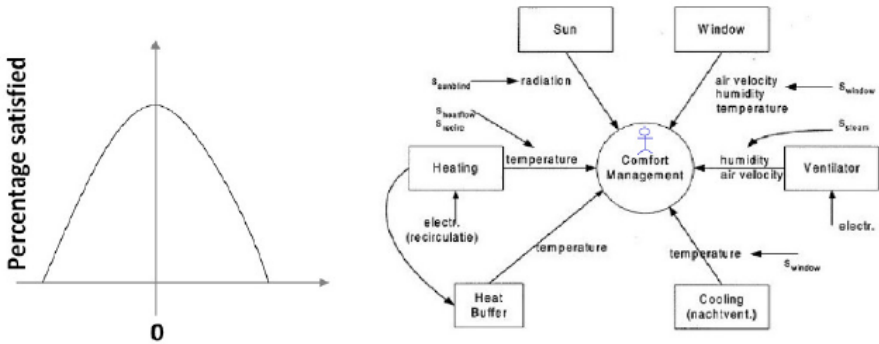 Percentage satisfied
0
Sun
Window
S_sunblind
radiation
air velocity
humidity
temperature
S_window
S_heatflow
S_recirc
S_steam
Heating
temperature
Comfort
Management
humidity
air velocity
Ventilator
electr.
(recirculatie)
electr.
temperature
temperature
S_window
Heat
Buffer
Cooling
(nachtvent.)